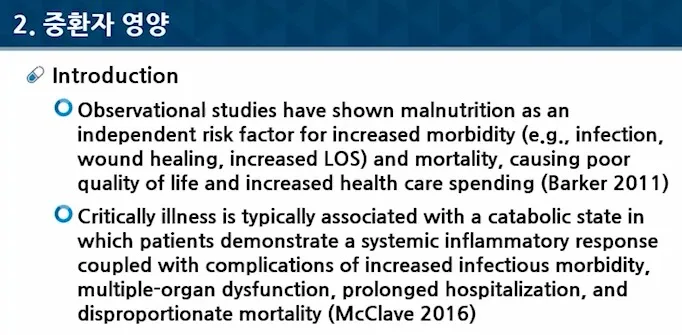 2. 중환자 영양
Introduction
Observational studies have shown malnutrition as an
independent risk factor for increased morbidity (e.g., infection,
wound healing, increased LOS) and mortality, causing poor
quality of life and increased health care spending (Barker 2011)
Critically illness is typically associated with a catabolic state in
which patients demonstrate a systemic inflammatory response
coupled with complications of increased infectious morbidity,
multiple-organ dysfunction, prolonged hospitalization, and
disproportionate mortality (McClave 2016)